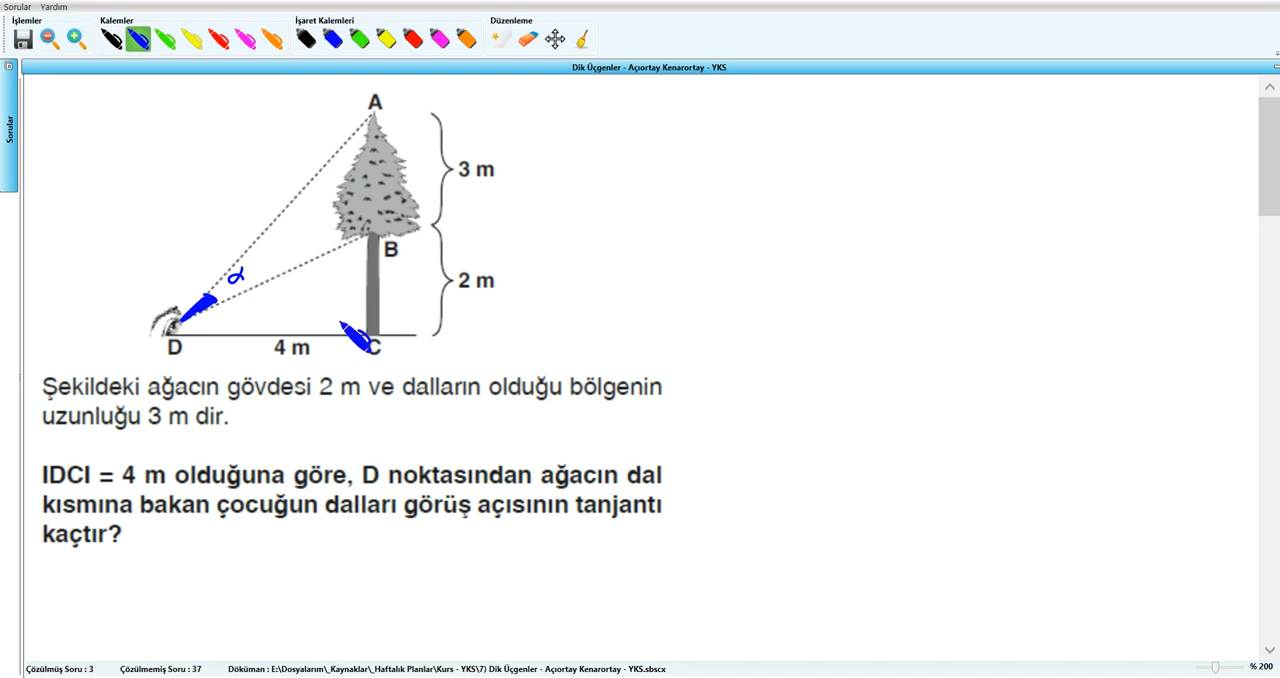 Sorular Yardım
İşlemler Kalemler İşaret Kalemleri Düzenleme
Dik Üçgenler - Açıortay Kenarortay - YKS
Sorular
A
3 m
B
α
2 m
D 4 m C
Şekildeki ağacın gövdesi 2 m ve dalların olduğu bölgenin
uzunluğu 3 m dir.
IDCI = 4 m olduğuna göre, D noktasından ağacın dal
kısmına bakan çocuğun dalları görüş açısının tanjantı
kaçtır?
Çözülmüş Soru : 3 Çözülmemiş Soru : 37 Döküman : E:\Dosyalarım\_Kaynaklar\_Haftalık Planlar\Kurs - YKS\7) Dik Üçgenler - Açıortay Kenarortay - YKS.sbscx % 200